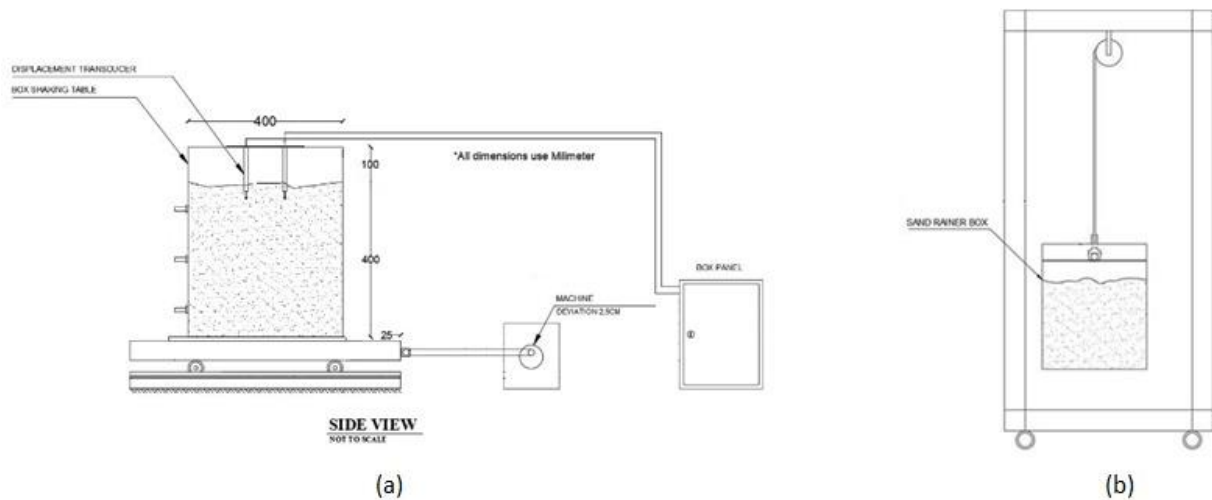 DISPLACEMENT TRANSDUCER
BOX SHAKING TABLE
400
100
*All dimensions use Milimeter
400
25
BOX PANEL
MACHINE
DEVIATION 2,5CM
SIDE VIEW
NOT TO SCALE
(a)
SAND RAINER BOX
(b)